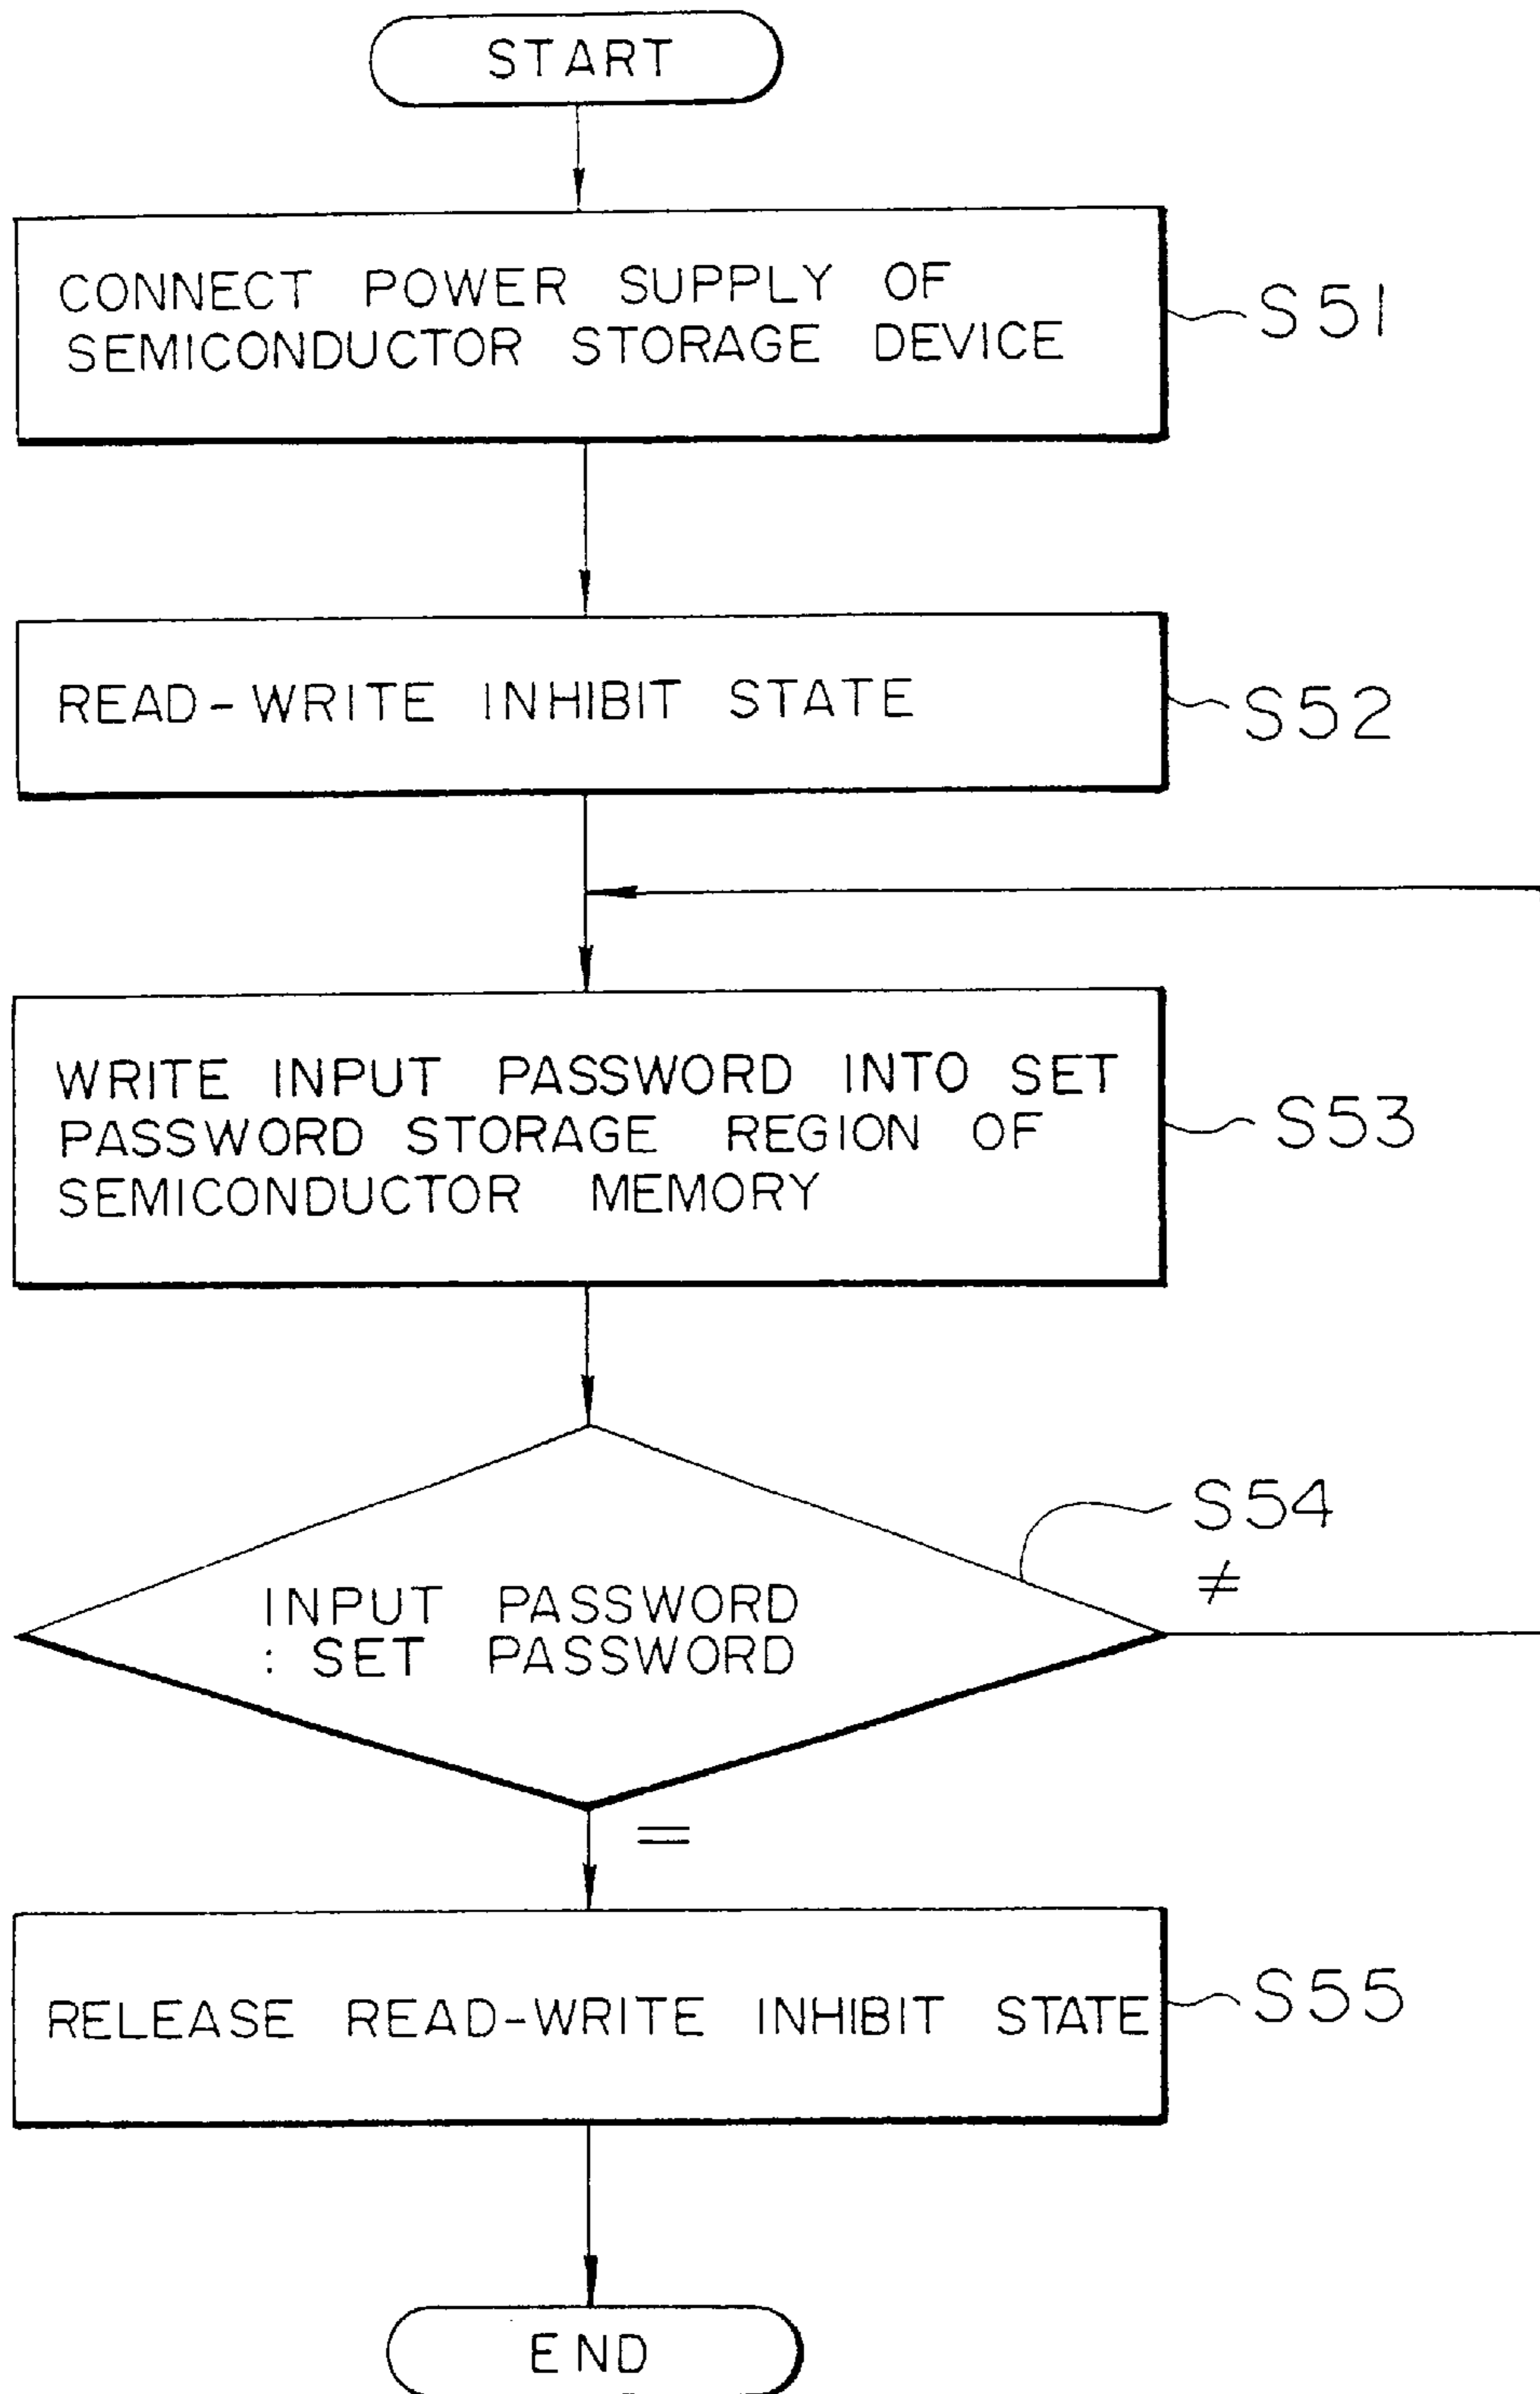 START
CONNECT POWER SUPPLY OF
SEMICONDUCTOR STORAGE DEVICE
S51
READ-WRITE INHIBIT STATE
S52
WRITE INPUT PASSWORD INTO SET
PASSWORD STORAGE REGION OF
SEMICONDUCTOR MEMORY
S53
S54
≠
INPUT PASSWORD
: SET PASSWORD
=
RELEASE READ-WRITE INHIBIT STATE
S55
END